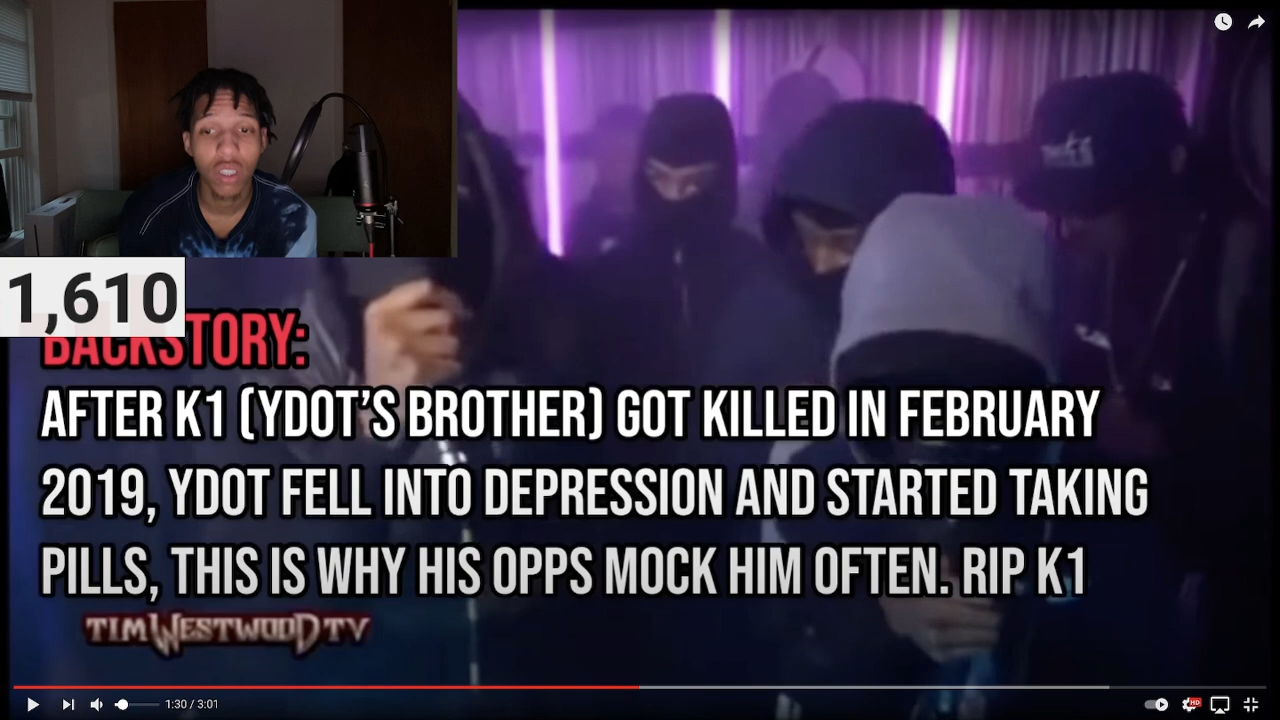 1,610
BACKSTORY:
AFTER K1 (YDOT'S BROTHER) GOT KILLED IN FEBRUARY
2019, YDOT FELL INTO DEPRESSION AND STARTED TAKING
PILLS, THIS IS WHY HIS OPPS MOCK HIM OFTEN. RIP K1
TIMWESTWOODTV
1:30 / 3:01
HD